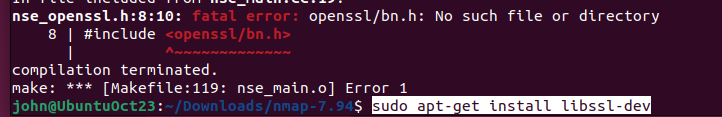 nse_openssl.h:8:10: fatal error: openssl/bn.h: No such file or directory
8 | #include <openssl/bn.h>
| ^~~~~~~~~~~~~~
compilation terminated.
make: *** [Makefile:119: nse_main.o] Error 1
john@UbuntuOct23:~/Downloads/nmap-7.94$ sudo apt-get install libssl-dev